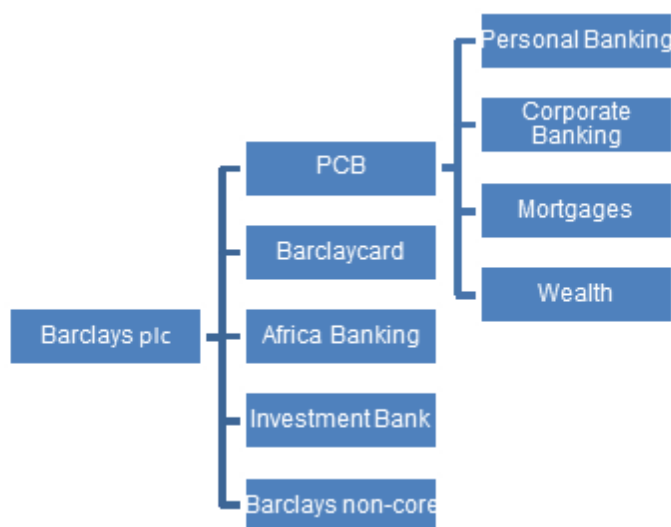 Personal Banking
Corporate
Banking
PCB
Mortgages
Barclaycard
Wealth
Barclays plc
Africa Banking
Investment Bank
Barclays non-core